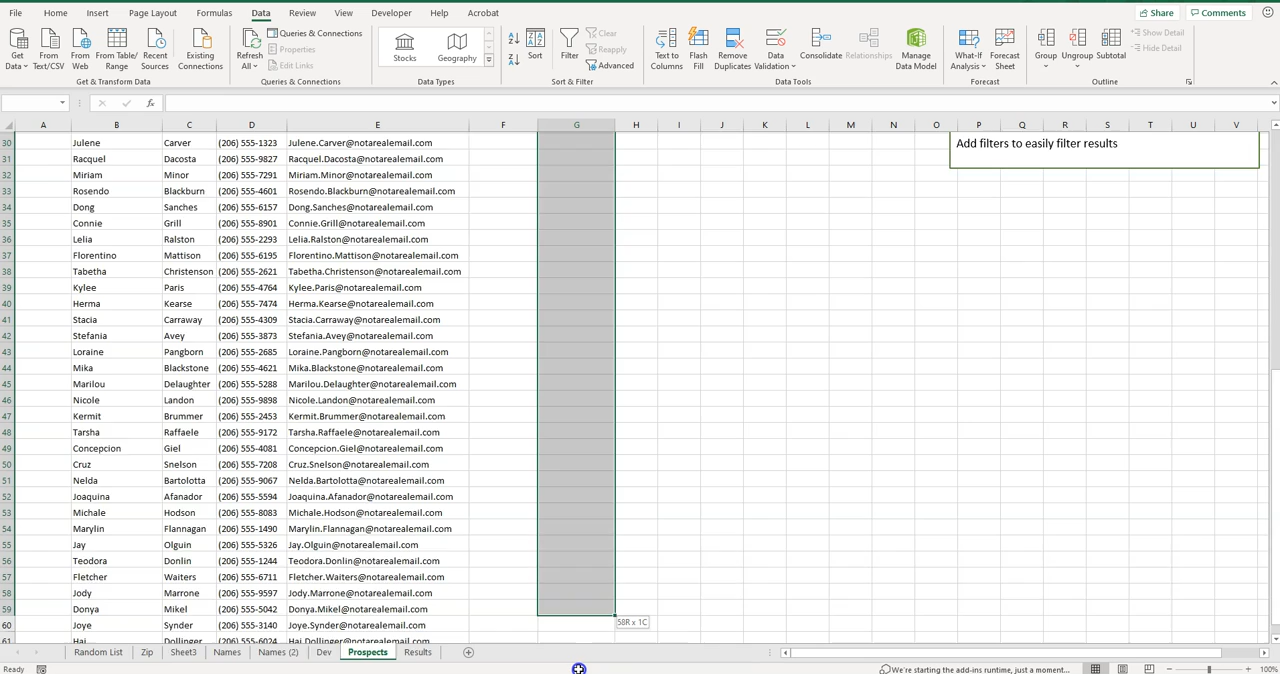 File Home Insert Page Layout Formulas Data Review View Developer Help Acrobat Share Comments
Get Data From Text/CSV From Web From Table/ Range Recent Sources Existing Connections Refresh All Queries & Connections Properties Edit Links Stocks Geography Sort Filter Clear Reapply Advanced Text to Columns Flash Fill Remove Duplicates Data Validation Consolidate Relationships Manage Data Model What-If Analysis Forecast Sheet Group Ungroup Subtotal Show Detail Hide Detail
Get & Transform Data Queries & Connections Data Types Sort & Filter Data Tools Forecast Outline
fx
A B C D E F G H I J K L M N O P Q R S T U V
30 Julene Carver (206) 555-1323 Julene.Carver@notarealemail.com Add filters to easily filter results
31 Racquel Dacosta (206) 555-9827 Racquel.Dacosta@notarealemail.com
32 Miriam Minor (206) 555-7291 Miriam.Minor@notarealemail.com
33 Rosendo Blackburn (206) 555-4601 Rosendo.Blackburn@notarealemail.com
34 Dong Sanches (206) 555-6157 Dong.Sanches@notarealemail.com
35 Connie Grill (206) 555-8901 Connie.Grill@notarealemail.com
36 Lelia Ralston (206) 555-2293 Lelia.Ralston@notarealemail.com
37 Florentino Mattison (206) 555-6195 Florentino.Mattison@notarealemail.com
38 Tabetha Christenson (206) 555-2621 Tabetha.Christenson@notarealemail.com
39 Kylee Paris (206) 555-4764 Kylee.Paris@notarealemail.com
40 Herma Kearse (206) 555-7474 Herma.Kearse@notarealemail.com
41 Stacia Carraway (206) 555-4309 Stacia.Carraway@notarealemail.com
42 Stefania Avey (206) 555-3873 Stefania.Avey@notarealemail.com
43 Loraine Pangborn (206) 555-2685 Loraine.Pangborn@notarealemail.com
44 Mika Blackstone (206) 555-4621 Mika.Blackstone@notarealemail.com
45 Marilou Delaughter (206) 555-5288 Marilou.Delaughter@notarealemail.com
46 Nicole Landon (206) 555-9898 Nicole.Landon@notarealemail.com
47 Kermit Brummer (206) 555-2453 Kermit.Brummer@notarealemail.com
48 Tarsha Raffaele (206) 555-9172 Tarsha.Raffaele@notarealemail.com
49 Concepcion Giel (206) 555-4081 Concepcion.Giel@notarealemail.com
50 Cruz Snelson (206) 555-7208 Cruz.Snelson@notarealemail.com
51 Nelda Bartolotta (206) 555-9067 Nelda.Bartolotta@notarealemail.com
52 Joaquina Afanador (206) 555-5594 Joaquina.Afanador@notarealemail.com
53 Michale Hodson (206) 555-8083 Michale.Hodson@notarealemail.com
54 Marylin Flannagan (206) 555-1490 Marylin.Flannagan@notarealemail.com
55 Jay Olguin (206) 555-5326 Jay.Olguin@notarealemail.com
56 Teodora Donlin (206) 555-1244 Teodora.Donlin@notarealemail.com
57 Fletcher Waiters (206) 555-6711 Fletcher.Waiters@notarealemail.com
58 Jody Marrone (206) 555-9597 Jody.Marrone@notarealemail.com
59 Donya Mikel (206) 555-5042 Donya.Mikel@notarealemail.com
60 Joye Synder (206) 555-3140 Joye.Synder@notarealemail.com 58R x 1C
61 Hai Dollinger (206) 555-6024 Hai.Dollinger@notarealemail.com
Random List Zip Sheet3 Names Names (2) Dev Prospects Results
Ready We're starting the add-ins runtime, just a moment... 100%